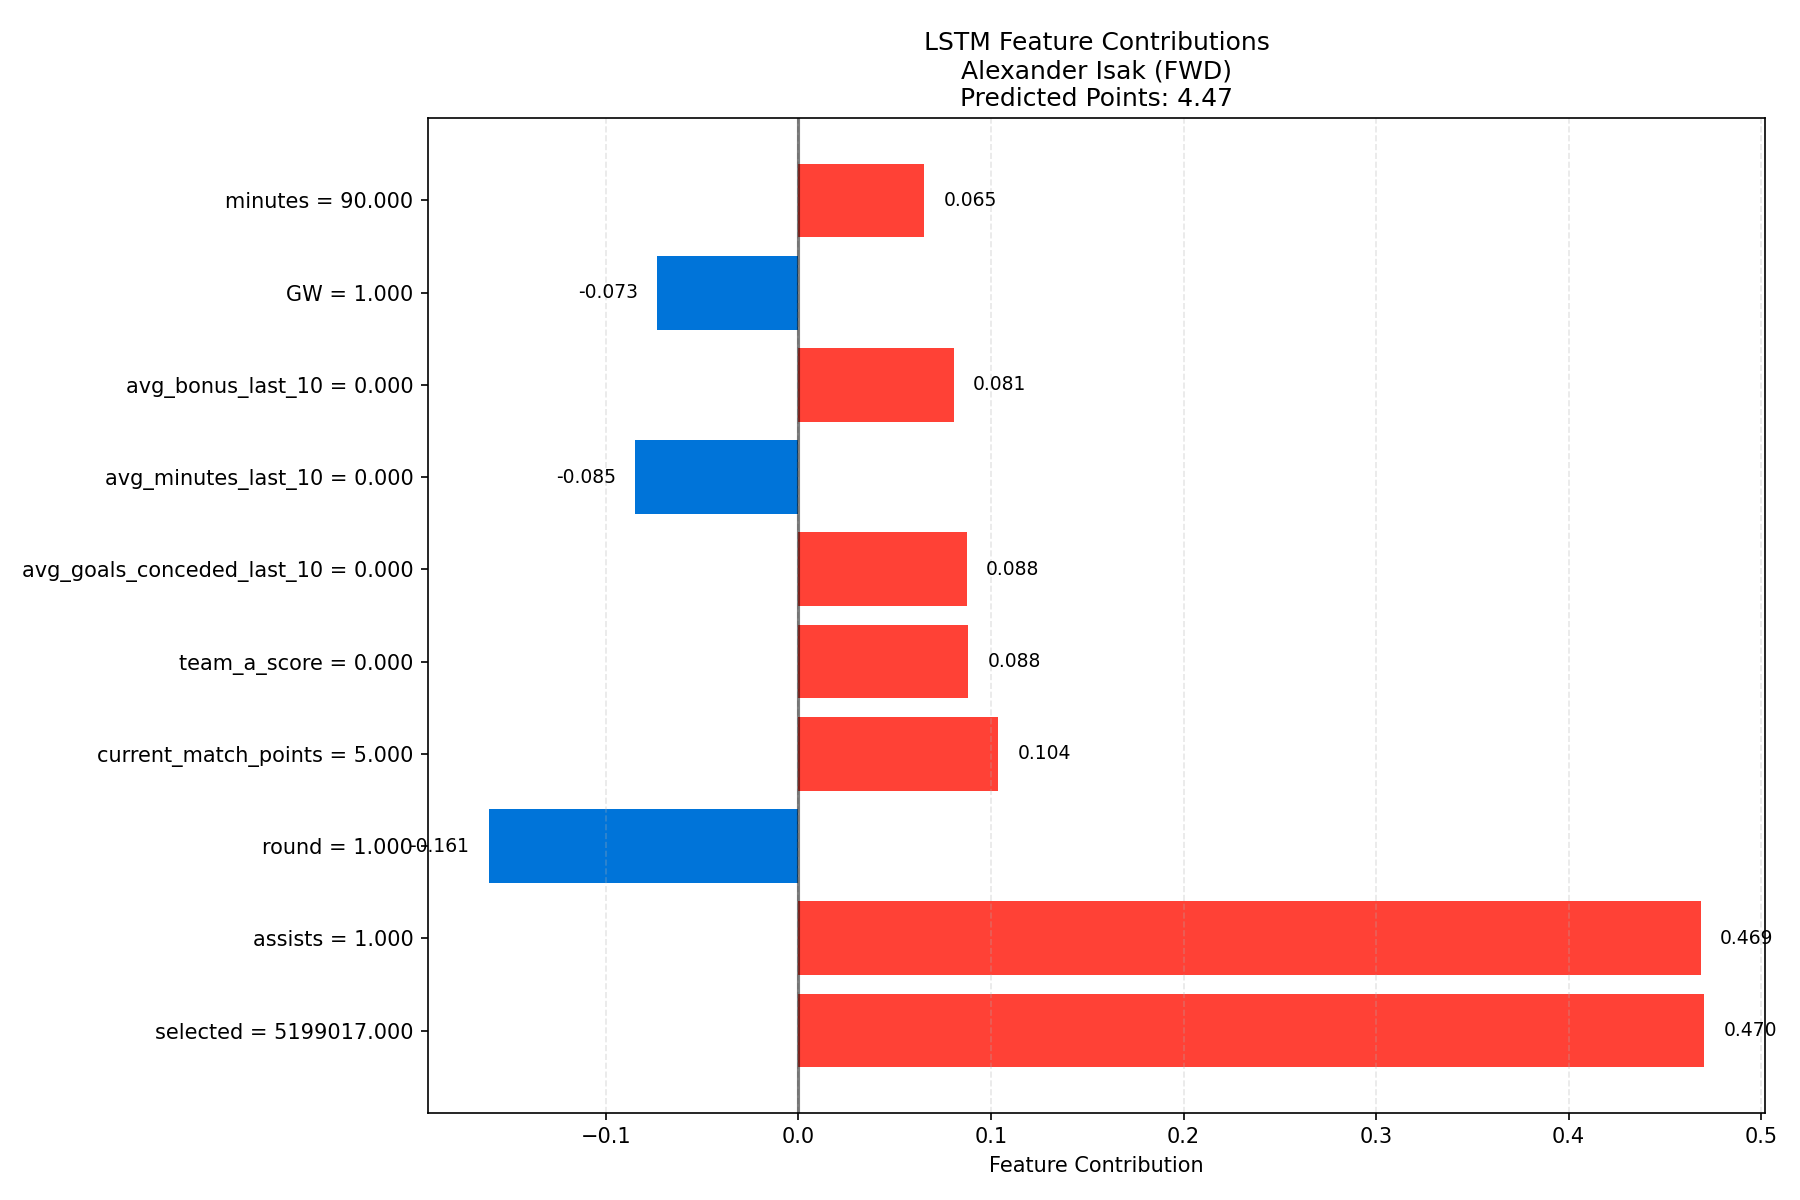 LSTM Feature Contributions
Alexander Isak (FWD)
Predicted Points: 4.47
minutes = 90.000
0.065
GW = 1.000
-0.073
avg_bonus_last_10 = 0.000
0.081
avg_minutes_last_10 = 0.000
-0.085
avg_goals_conceded_last_10 = 0.000
0.088
team_a_score = 0.000
0.088
current_match_points = 5.000
0.104
round = 1.000
-0.161
assists = 1.000
0.469
selected = 5199017.000
0.470
−0.1 0.0 0.1 0.2 0.3 0.4 0.5
Feature Contribution